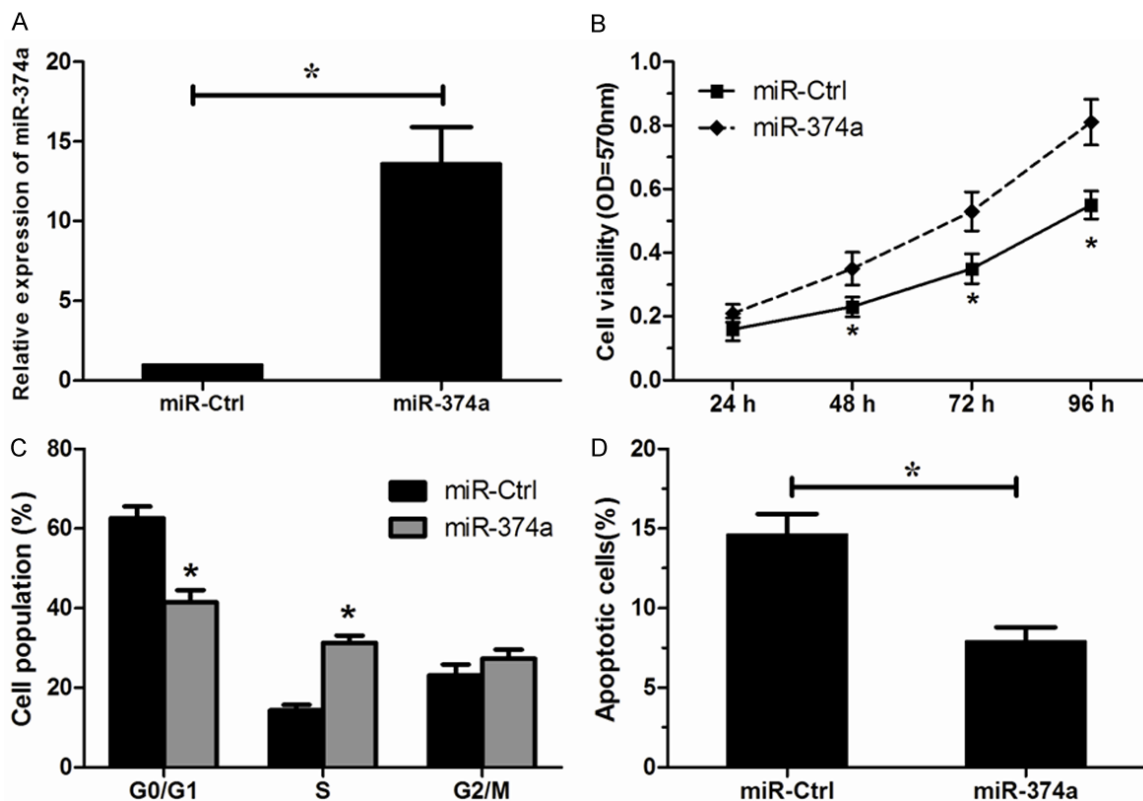 A
Relative expression of miR-374a
20
15
10
5
0
*
miR-Ctrl
miR-374a
B
Cell viability (OD=570nm)
1.0
0.8
0.6
0.4
0.2
0.0
miR-Ctrl
miR-374a
*
*
*
24 h
48 h
72 h
96 h
C
Cell population (%)
80
60
40
20
0
miR-Ctrl
miR-374a
*
*
G0/G1
S
G2/M
D
Apoptotic cells(%)
20
15
10
5
0
*
miR-Ctrl
miR-374a